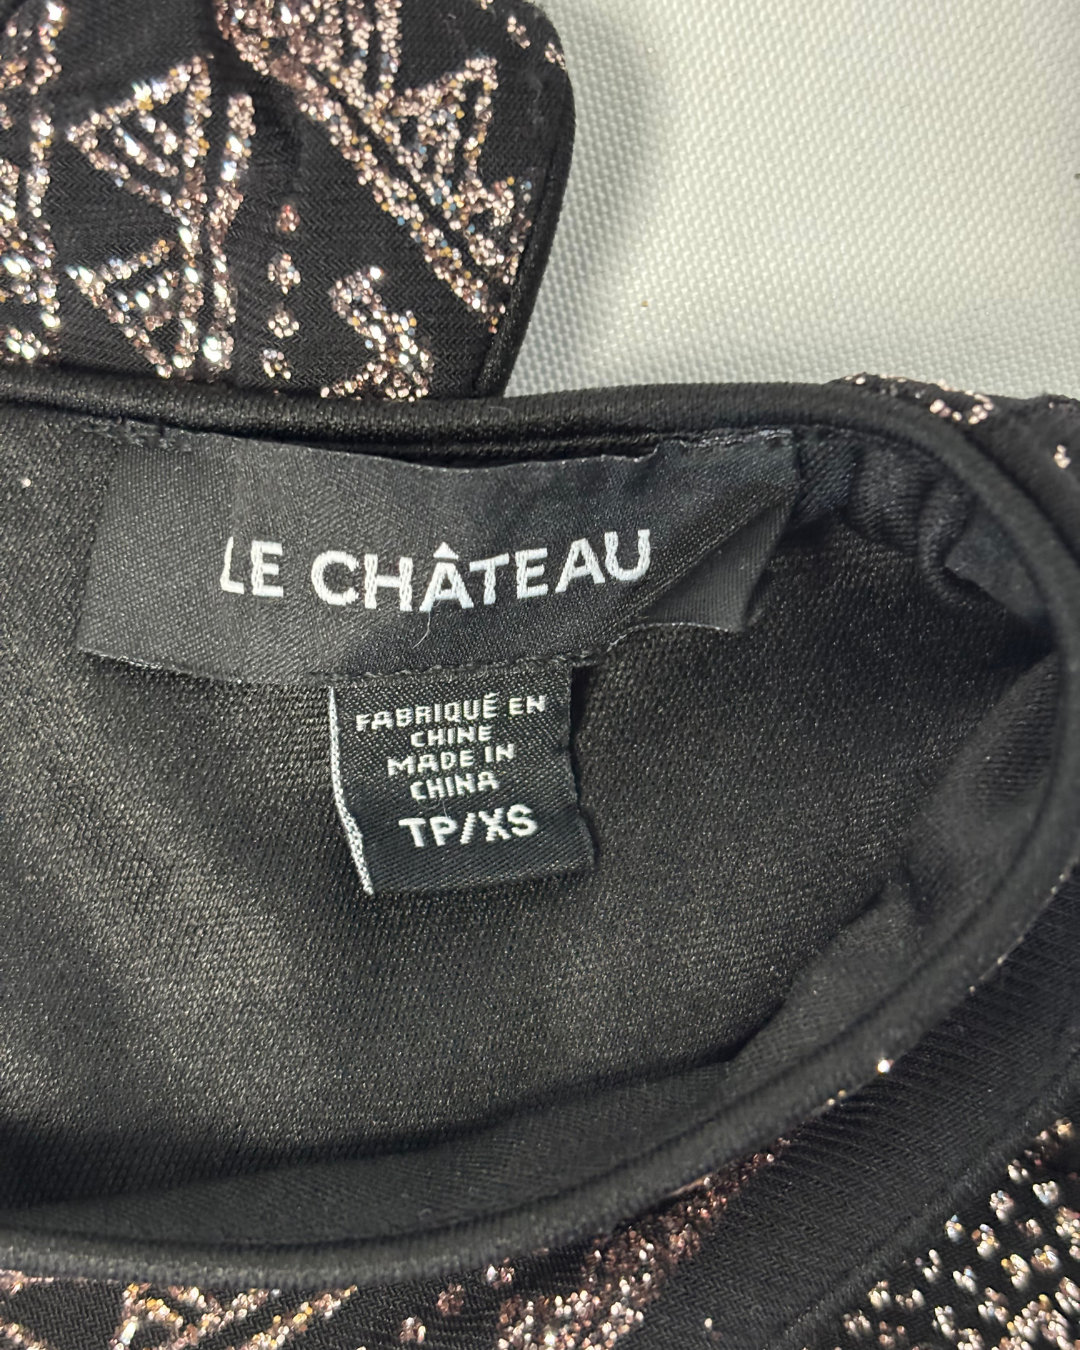 LE CHÂTEAU
FABRIQUÉ EN
CHINE
MADE IN
CHINA
TP/XS